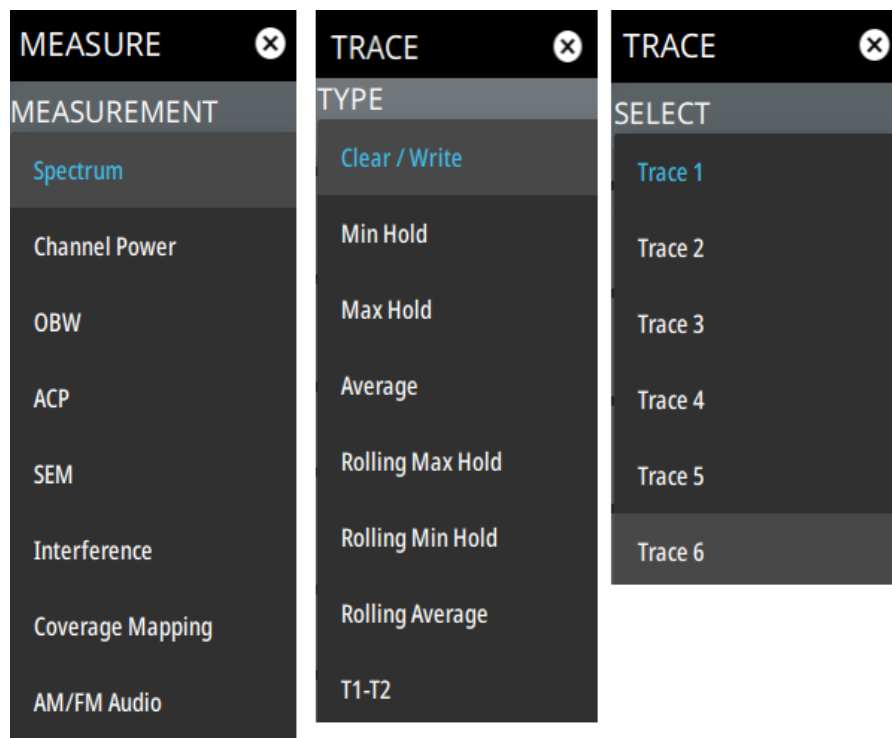 MEASURE
MEASUREMENT
Spectrum
Channel Power
OBW
ACP
SEM
Interference
Coverage Mapping
AM/FM Audio
TRACE
TYPE
Clear / Write
Min Hold
Max Hold
Average
Rolling Max Hold
Rolling Min Hold
Rolling Average
T1-T2
TRACE
SELECT
Trace 1
Trace 2
Trace 3
Trace 4
Trace 5
Trace 6